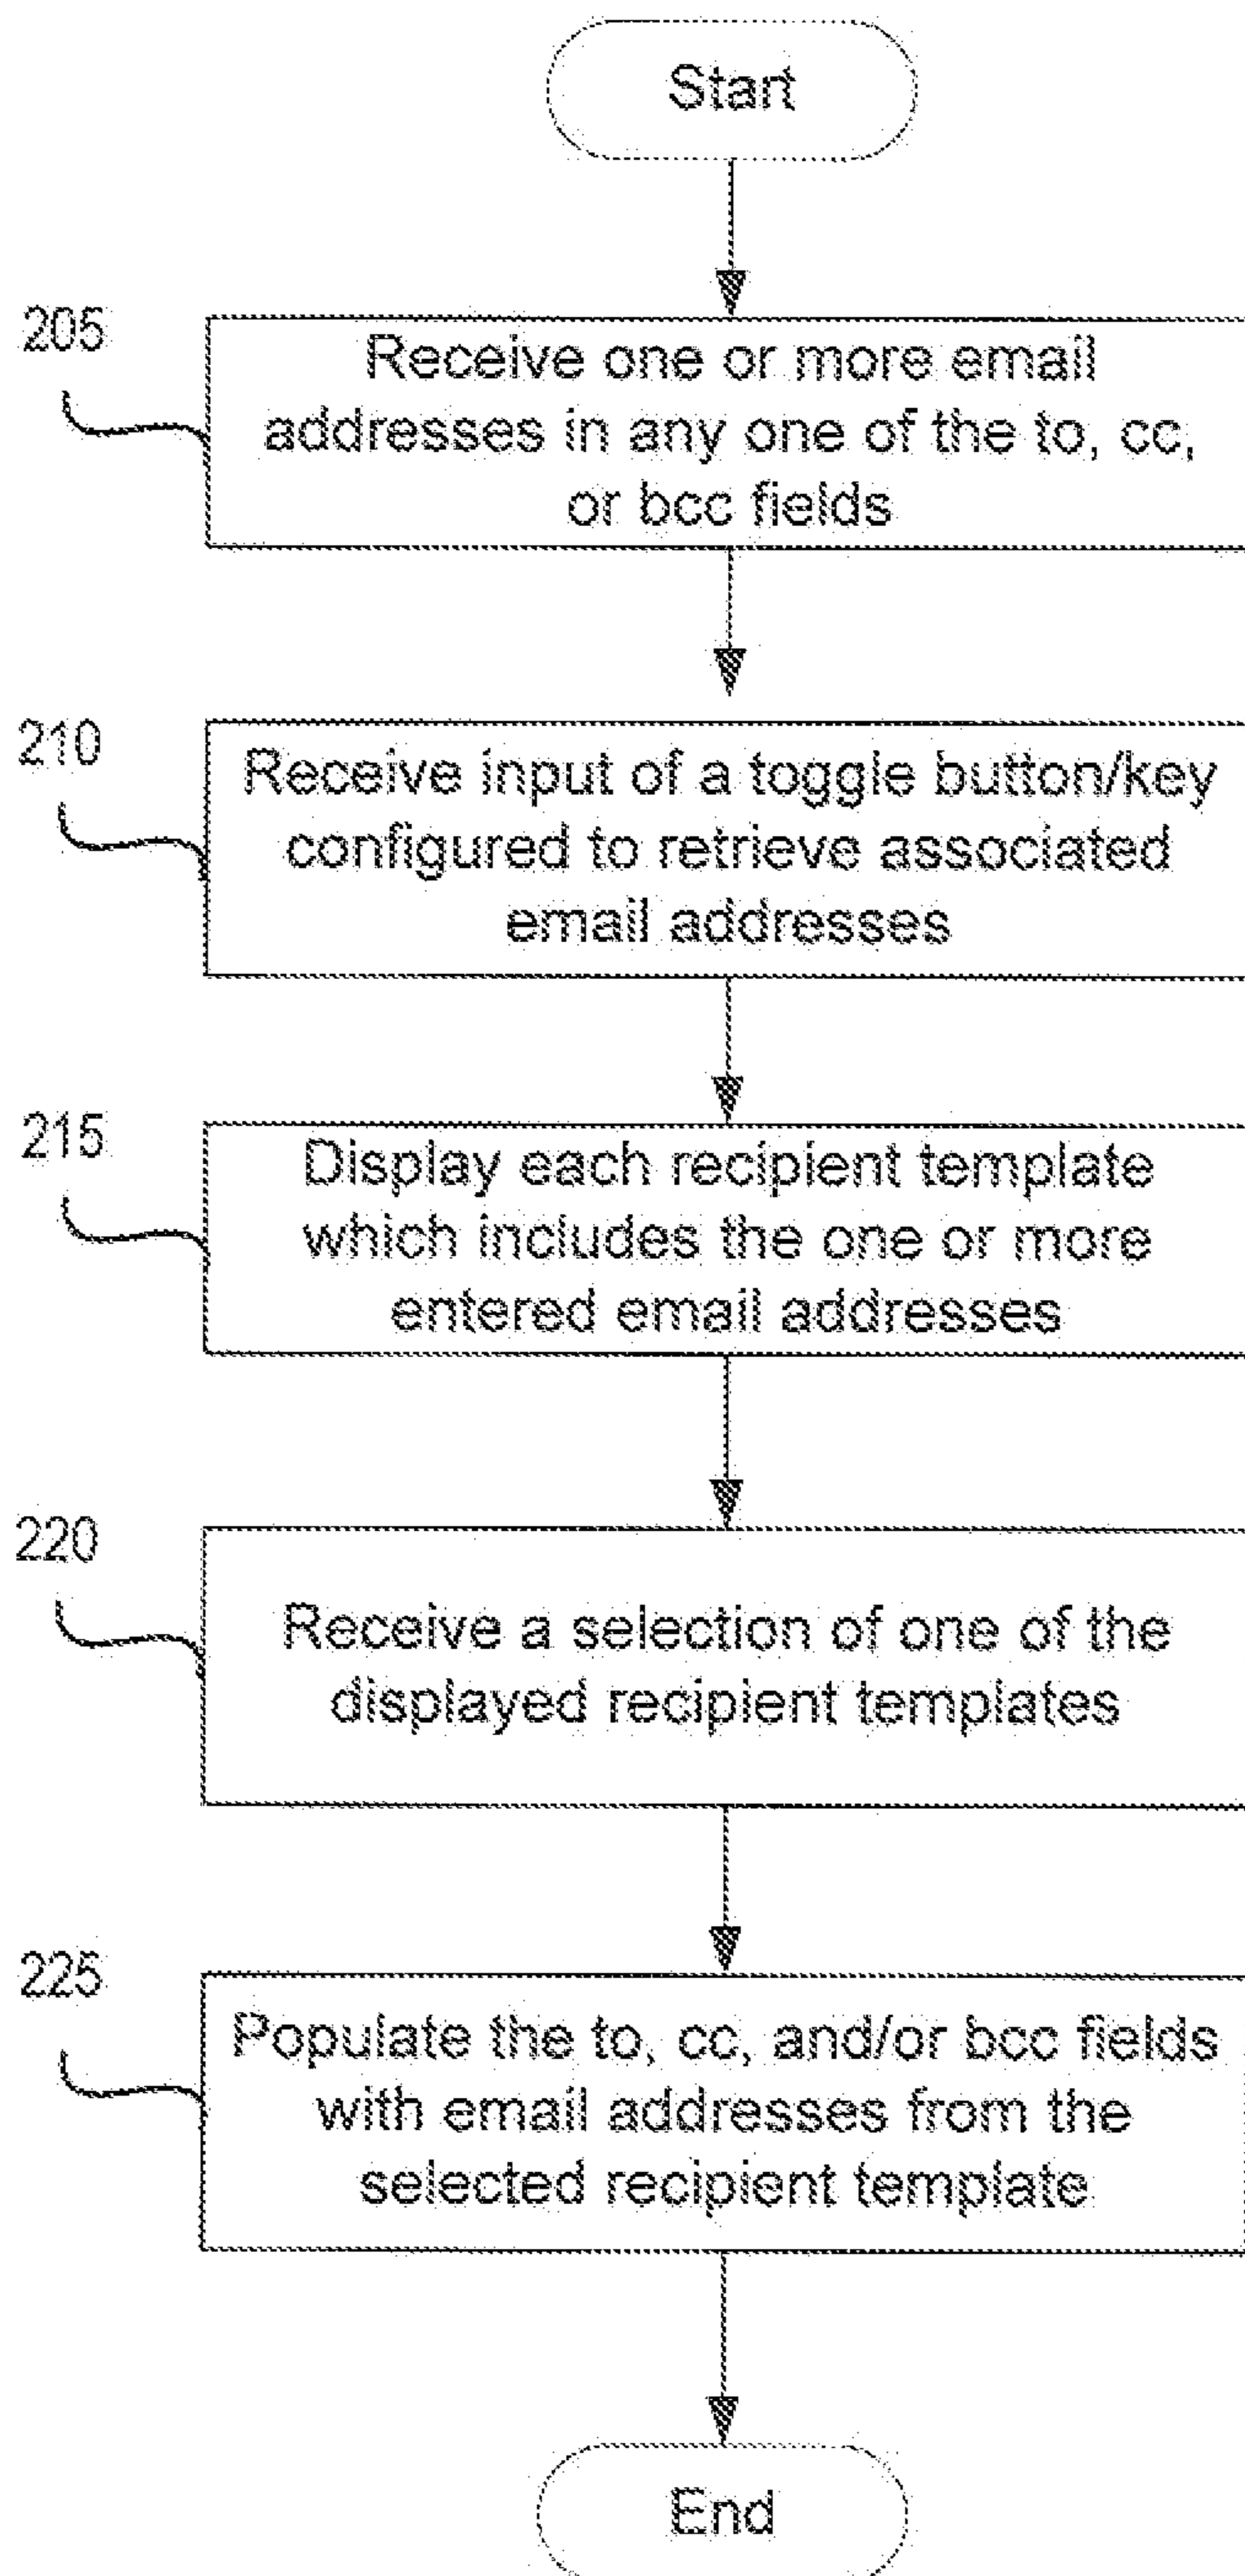 Start
205
Receive one or more email
addresses in any one of the to, cc,
or bcc fields
210
Receive input of a toggle button/key
configured to retrieve associated
email addresses
215
Display each recipient template
which includes the one or more
entered email addresses
220
Receive a selection of one of the
displayed recipient templates
225
Populate the to, cc, and/or bcc fields
with email addresses from the
selected recipient template
End